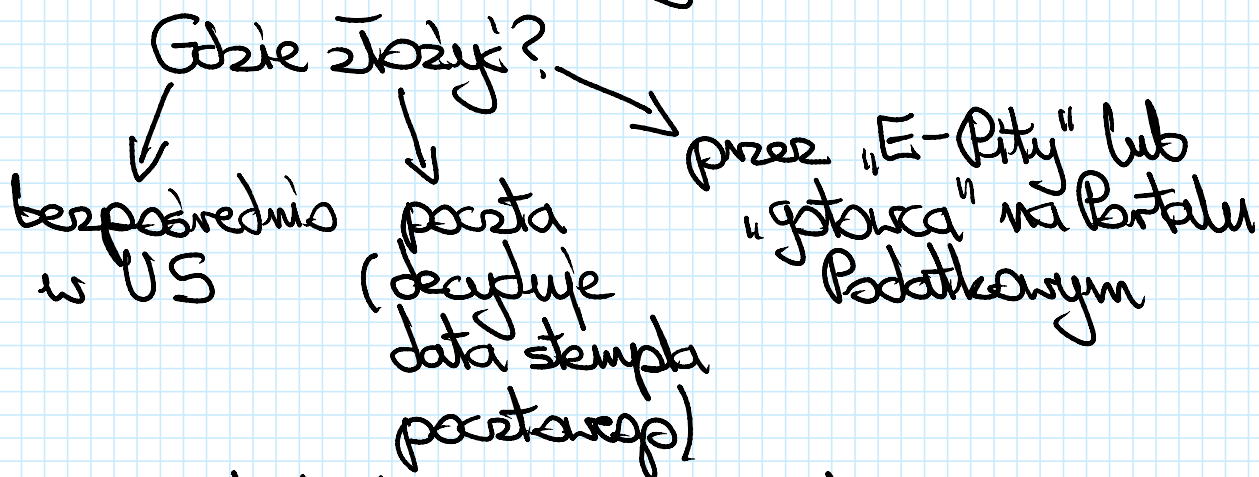 Gdzie złożyć?
bezpośrednio
w US
poczta
(decyduje
data stempla
pocztowego)
przez „E-Pity" lub
„gotowca" na Portalu
Podatkowym